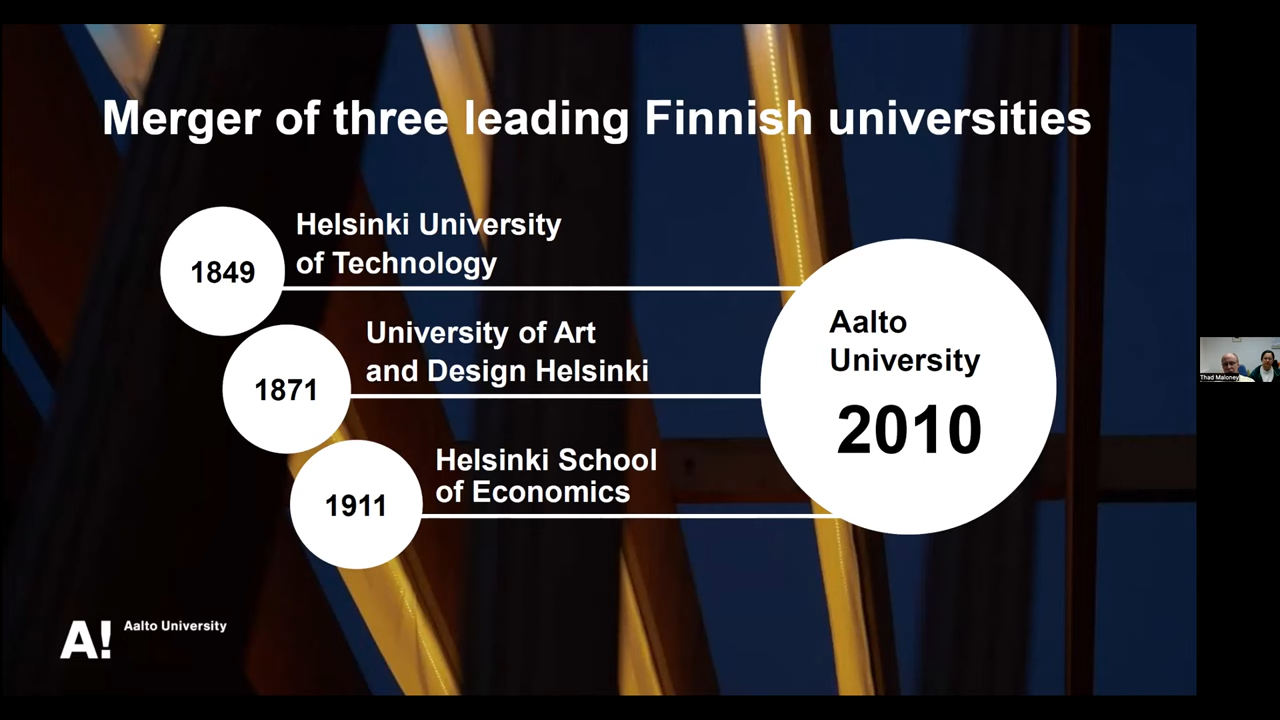 Merger of three leading Finnish universities
1849
Helsinki University
of Technology
1871
University of Art
and Design Helsinki
1911
Helsinki School
of Economics
Aalto
University
2010
A! Aalto University
Thad Maloney